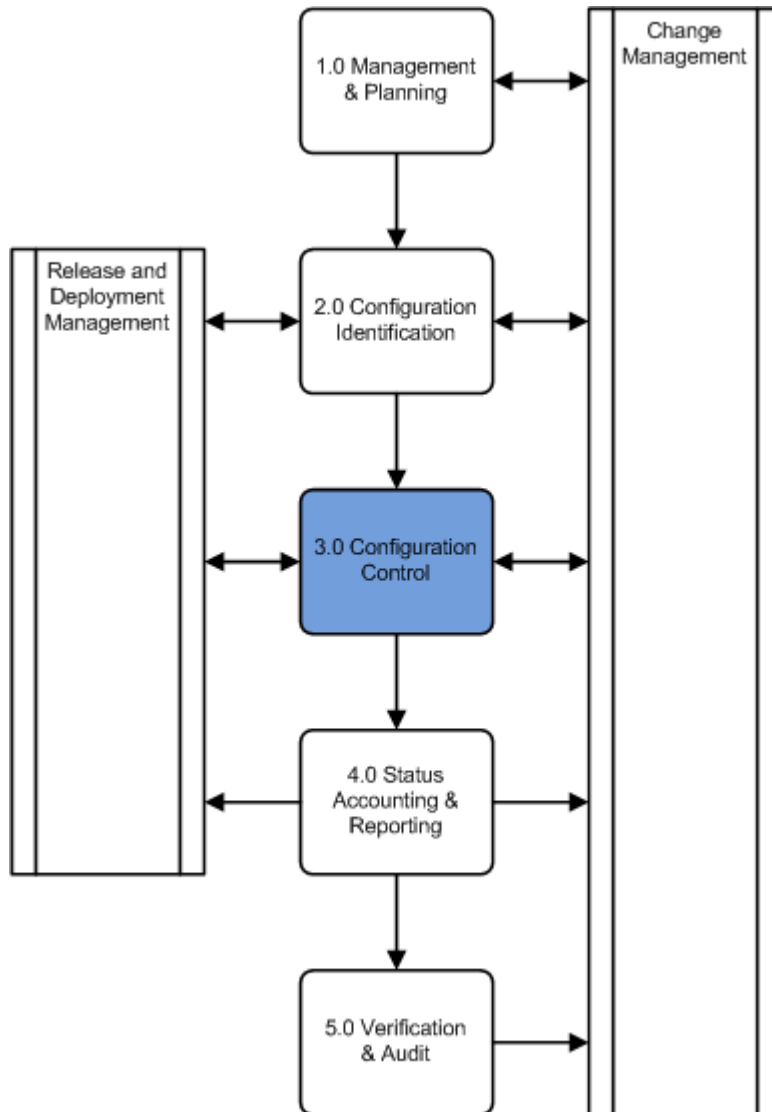 1.0 Management
& Planning
Change
Management
Release and
Deployment
Management
2.0 Configuration
Identification
3.0 Configuration
Control
4.0 Status
Accounting &
Reporting
5.0 Verification
& Audit